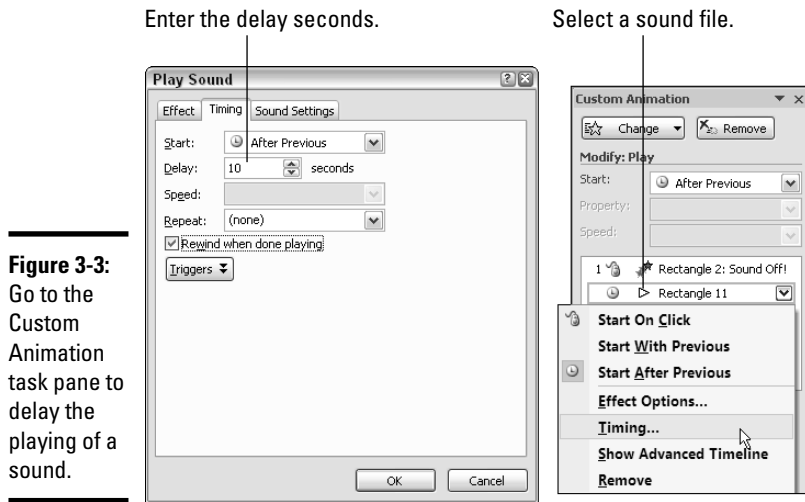 Enter the delay seconds.
Select a sound file.
Play Sound
Effect Timing Sound Settings
Start: After Previous
Delay: 10 seconds
Speed:
Repeat: (none)
Rewind when done playing
Triggers
OK Cancel
Custom Animation
Change Remove
Modify: Play
Start: After Previous
Property:
Speed:
1 Rectangle 2: Sound Off!
Rectangle 11
Start On Click
Start With Previous
Start After Previous
Effect Options...
Timing...
Show Advanced Timeline
Remove
Figure 3-3:
Go to the
Custom
Animation
task pane to
delay the
playing of a
sound.